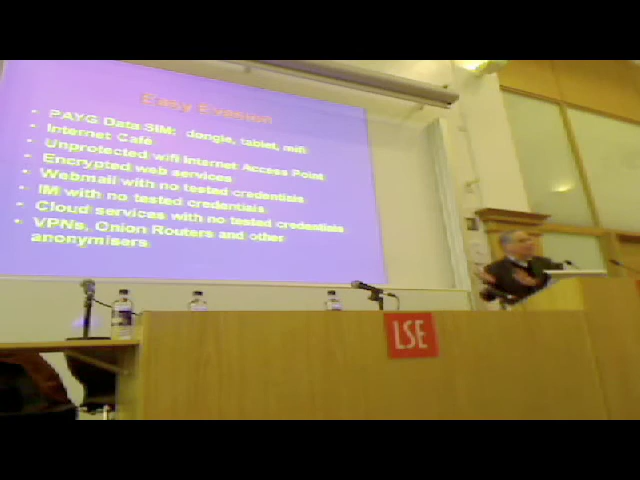 Easy Evasion
• PAYG Data SIM: dongle, tablet, mifi
• Internet Café
• Unprotected wifi Internet Access Point
• Encrypted web services
• Webmail with no tested credentials
• IM with no tested credentials
• Cloud services with no tested credentials
• VPNs, Onion Routers and other
anonymisers
LSE